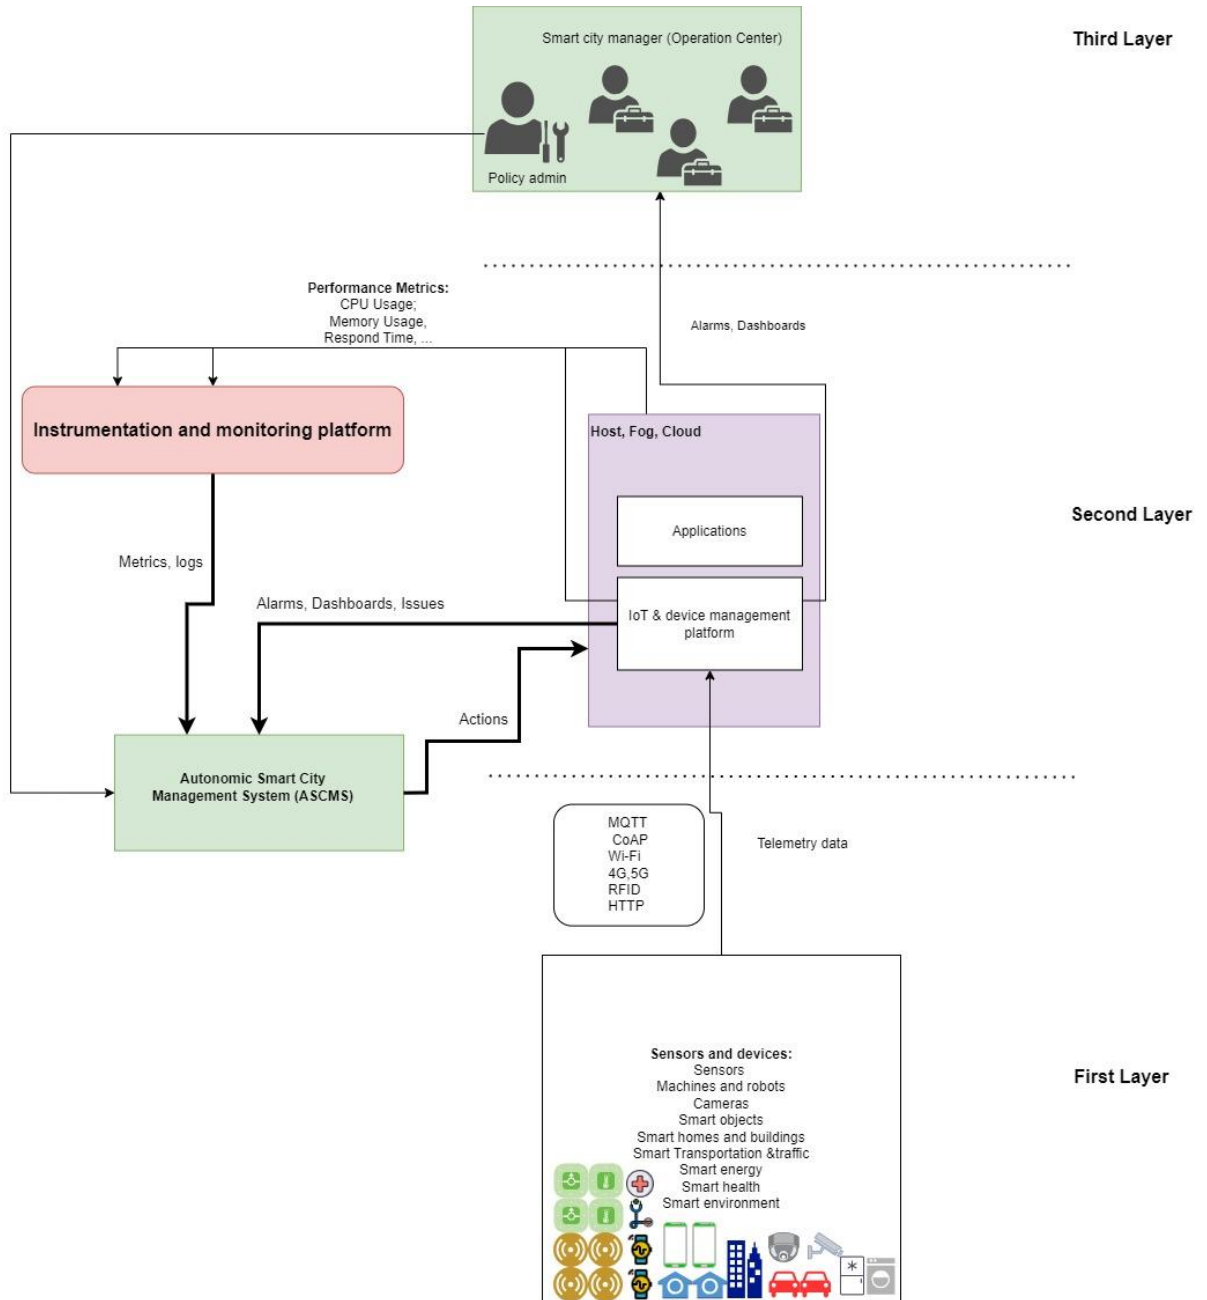 Smart city manager (Operation Center)
Third Layer
Policy admin
Performance Metrics:
CPU Usage;
Memory Usage,
Respond Time, ...
Alarms, Dashboards
Instrumentation and monitoring platform
Host, Fog, Cloud
Second Layer
Applications
Metrics, logs
Alarms, Dashboards, Issues
IoT & device management
platform
Actions
Autonomic Smart City
Management System (ASCMS)
MQTT
CoAP
Wi-Fi
4G,5G
RFID
HTTP
Telemetry data
Sensors and devices:
Sensors
Machines and robots
Cameras
Smart objects
Smart homes and buildings
Smart Transportation &traffic
Smart energy
Smart health
Smart environment
First Layer